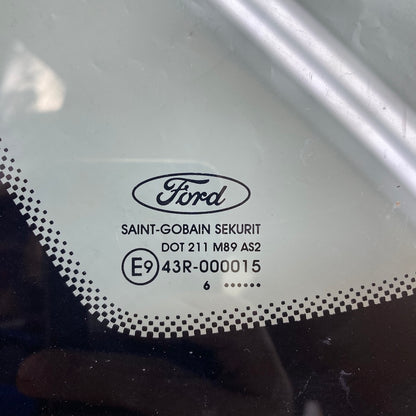 Ford
SAINT-GOBAIN SEKURIT
DOT 211 M89 AS2
E9 43R-000015
6 ••••••